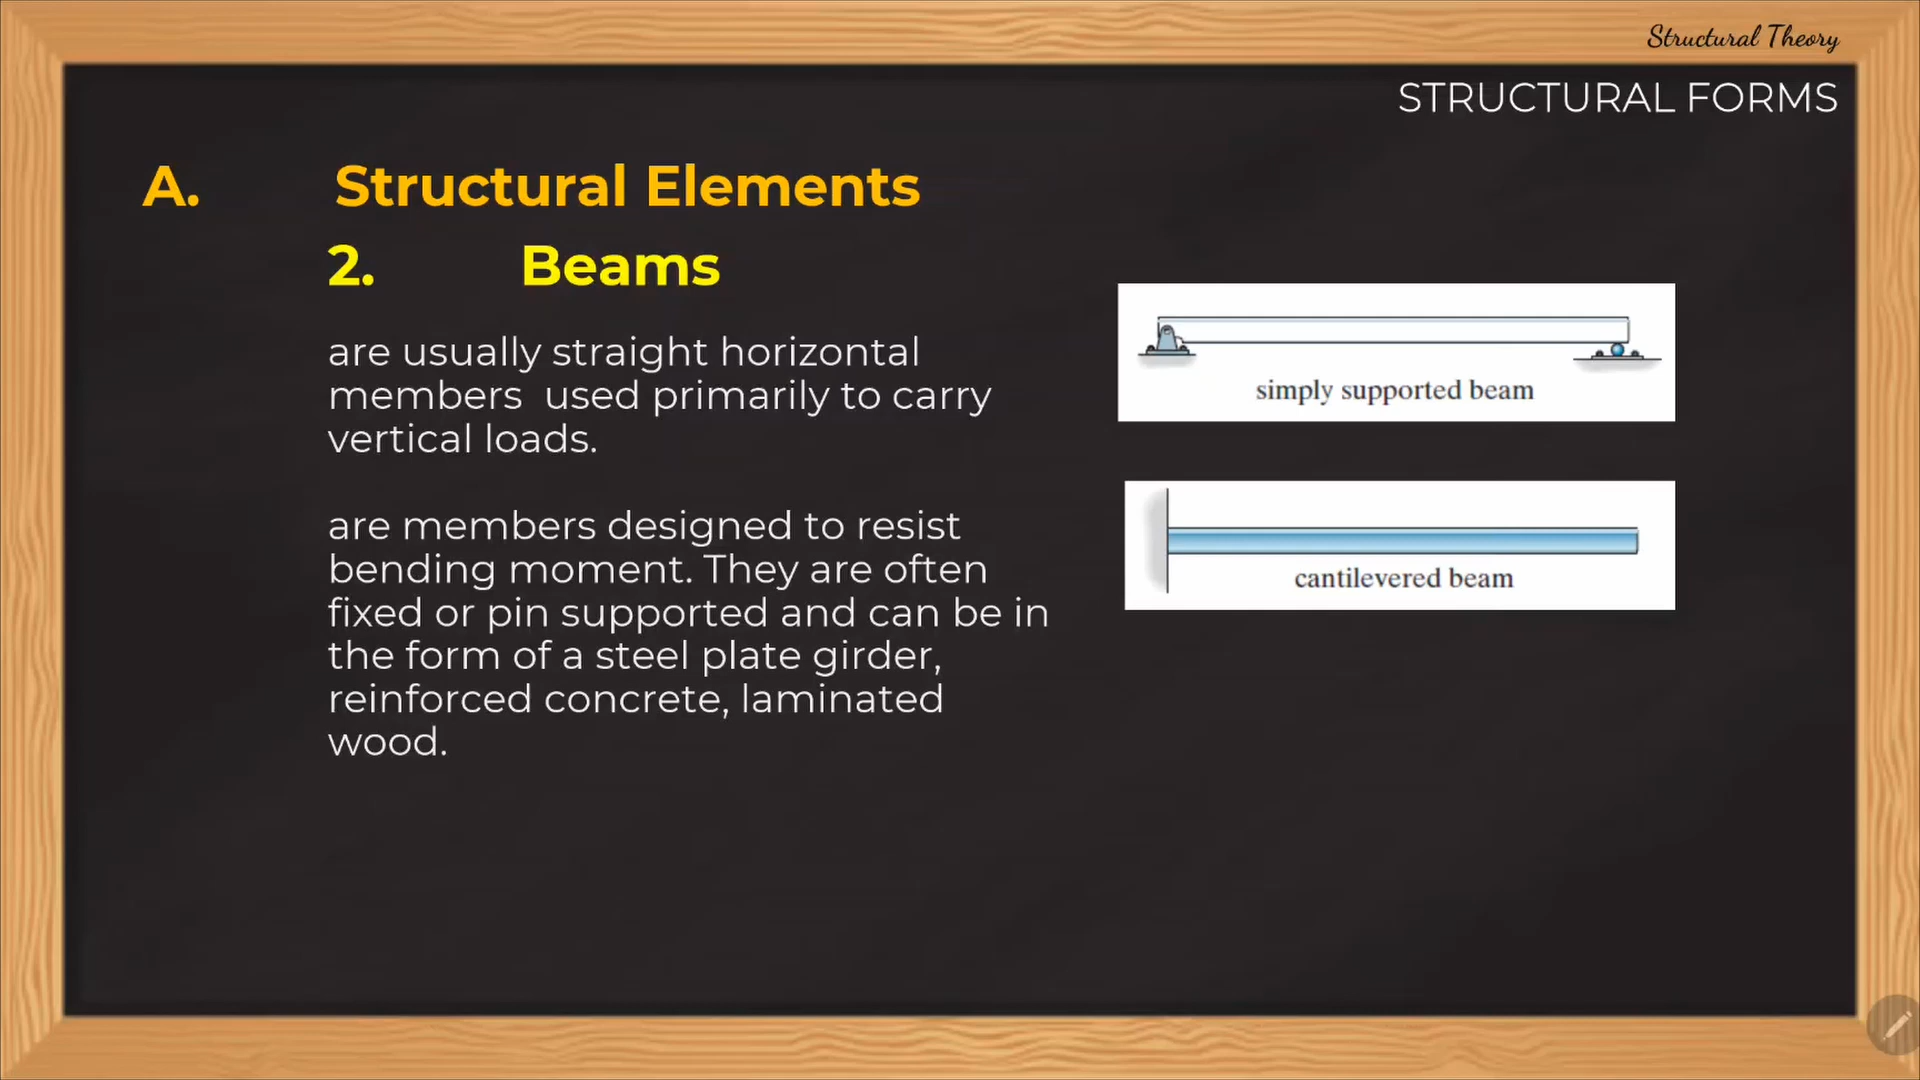 Structural Theory
STRUCTURAL FORMS
A. Structural Elements
2. Beams
are usually straight horizontal
members used primarily to carry
vertical loads.
are members designed to resist
bending moment. They are often
fixed or pin supported and can be in
the form of a steel plate girder,
reinforced concrete, laminated
wood.
simply supported beam
cantilevered beam